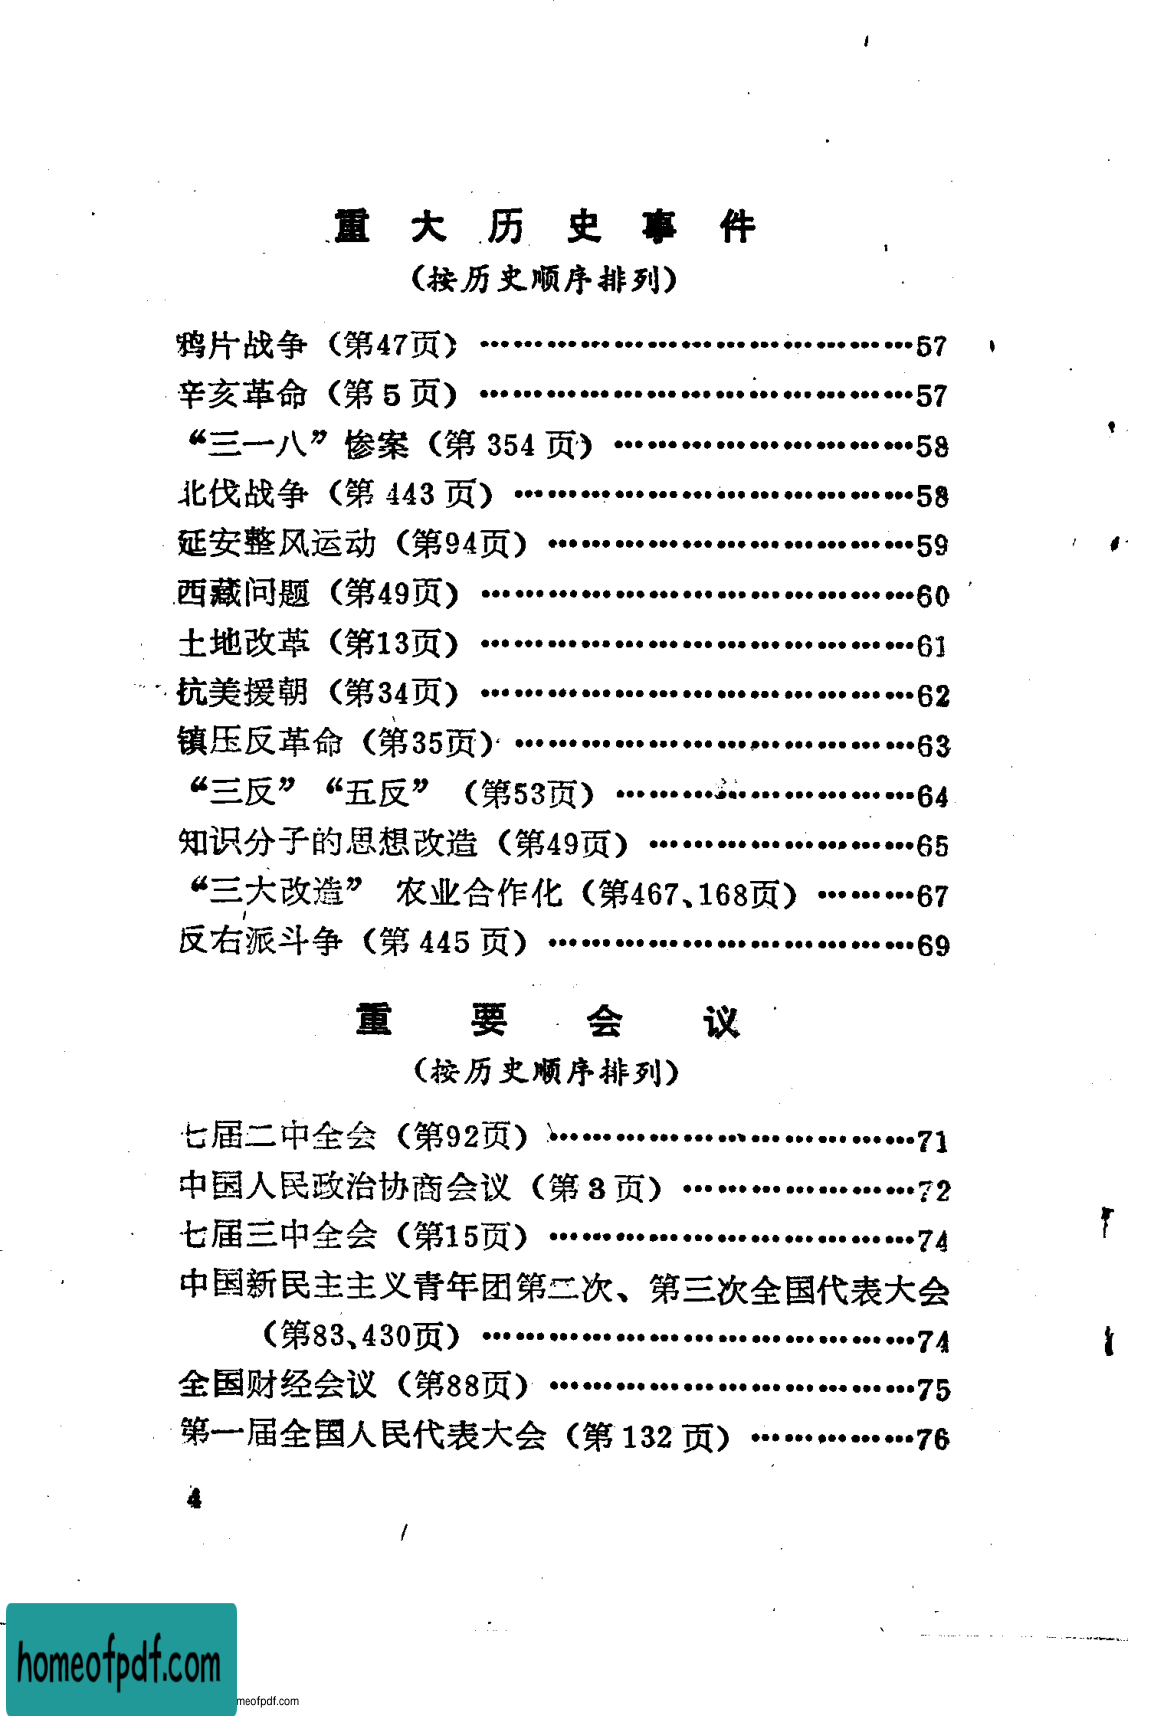 重大历史事件
（按历史顺序排列）
鸦片战争（第47页）……………………………………57
辛亥革命（第5页）……………………………………57
“三一八”惨案（第354页）…………………………58
北伐战争（第443页）…………………………………58
延安整风运动（第94页）………………………………59
西藏问题（第49页）……………………………………60
土地改革（第13页）……………………………………61
抗美援朝（第34页）……………………………………62
镇压反革命（第35页）…………………………………63
“三反”“五反”（第53页）…………………………64
知识分子的思想改造（第49页）………………………65
“三大改造” 农业合作化（第467、168页）………67
反右派斗争（第445页）………………………………69
重要会议
（按历史顺序排列）
七届二中全会（第92页）………………………………71
中国人民政治协商会议（第3页）……………………72
七届三中全会（第15页）………………………………74
中国新民主主义青年团第二次、第三次全国代表大会
（第83、430页）……………………………………74
全国财经会议（第88页）………………………………75
第一届全国人民代表大会（第132页）………………76
4
homeofpdf.com
meofpdf.com